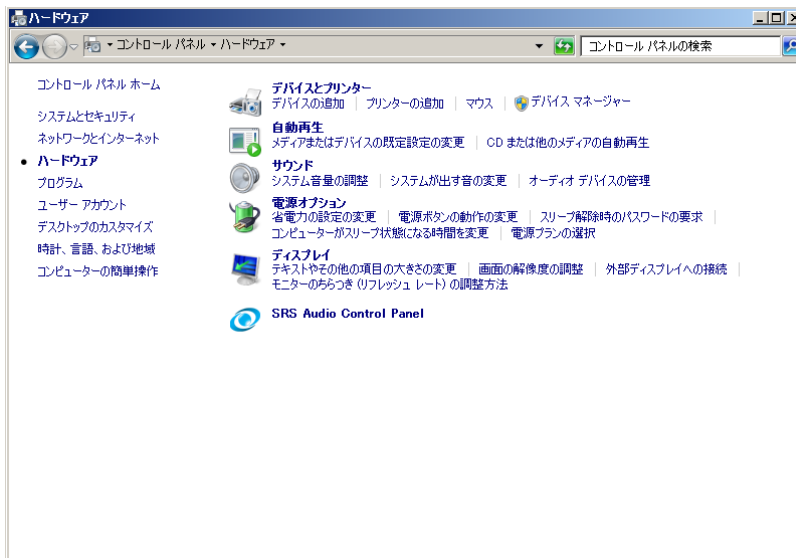 ハードウェア
コントロール パネル ▾ ハードウェア ▾
コントロール パネルの検索
コントロール パネル ホーム
システムとセキュリティ
ネットワークとインターネット
• ハードウェア
プログラム
ユーザー アカウント
デスクトップのカスタマイズ
時計、言語、および地域
コンピューターの簡単操作
デバイスとプリンター
デバイスの追加 | プリンターの追加 | マウス | デバイス マネージャー
自動再生
メディアまたはデバイスの既定設定の変更 | CD または他のメディアの自動再生
サウンド
システム音量の調整 | システムが出す音の変更 | オーディオ デバイスの管理
電源オプション
省電力の設定の変更 | 電源ボタンの動作の変更 | スリープ解除時のパスワードの要求 |
コンピューターがスリープ状態になる時間を変更 | 電源プランの選択
ディスプレイ
テキストやその他の項目の大きさの変更 | 画面の解像度の調整 | 外部ディスプレイへの接続 |
モニターのちらつき (リフレッシュ レート) の調整方法
SRS Audio Control Panel